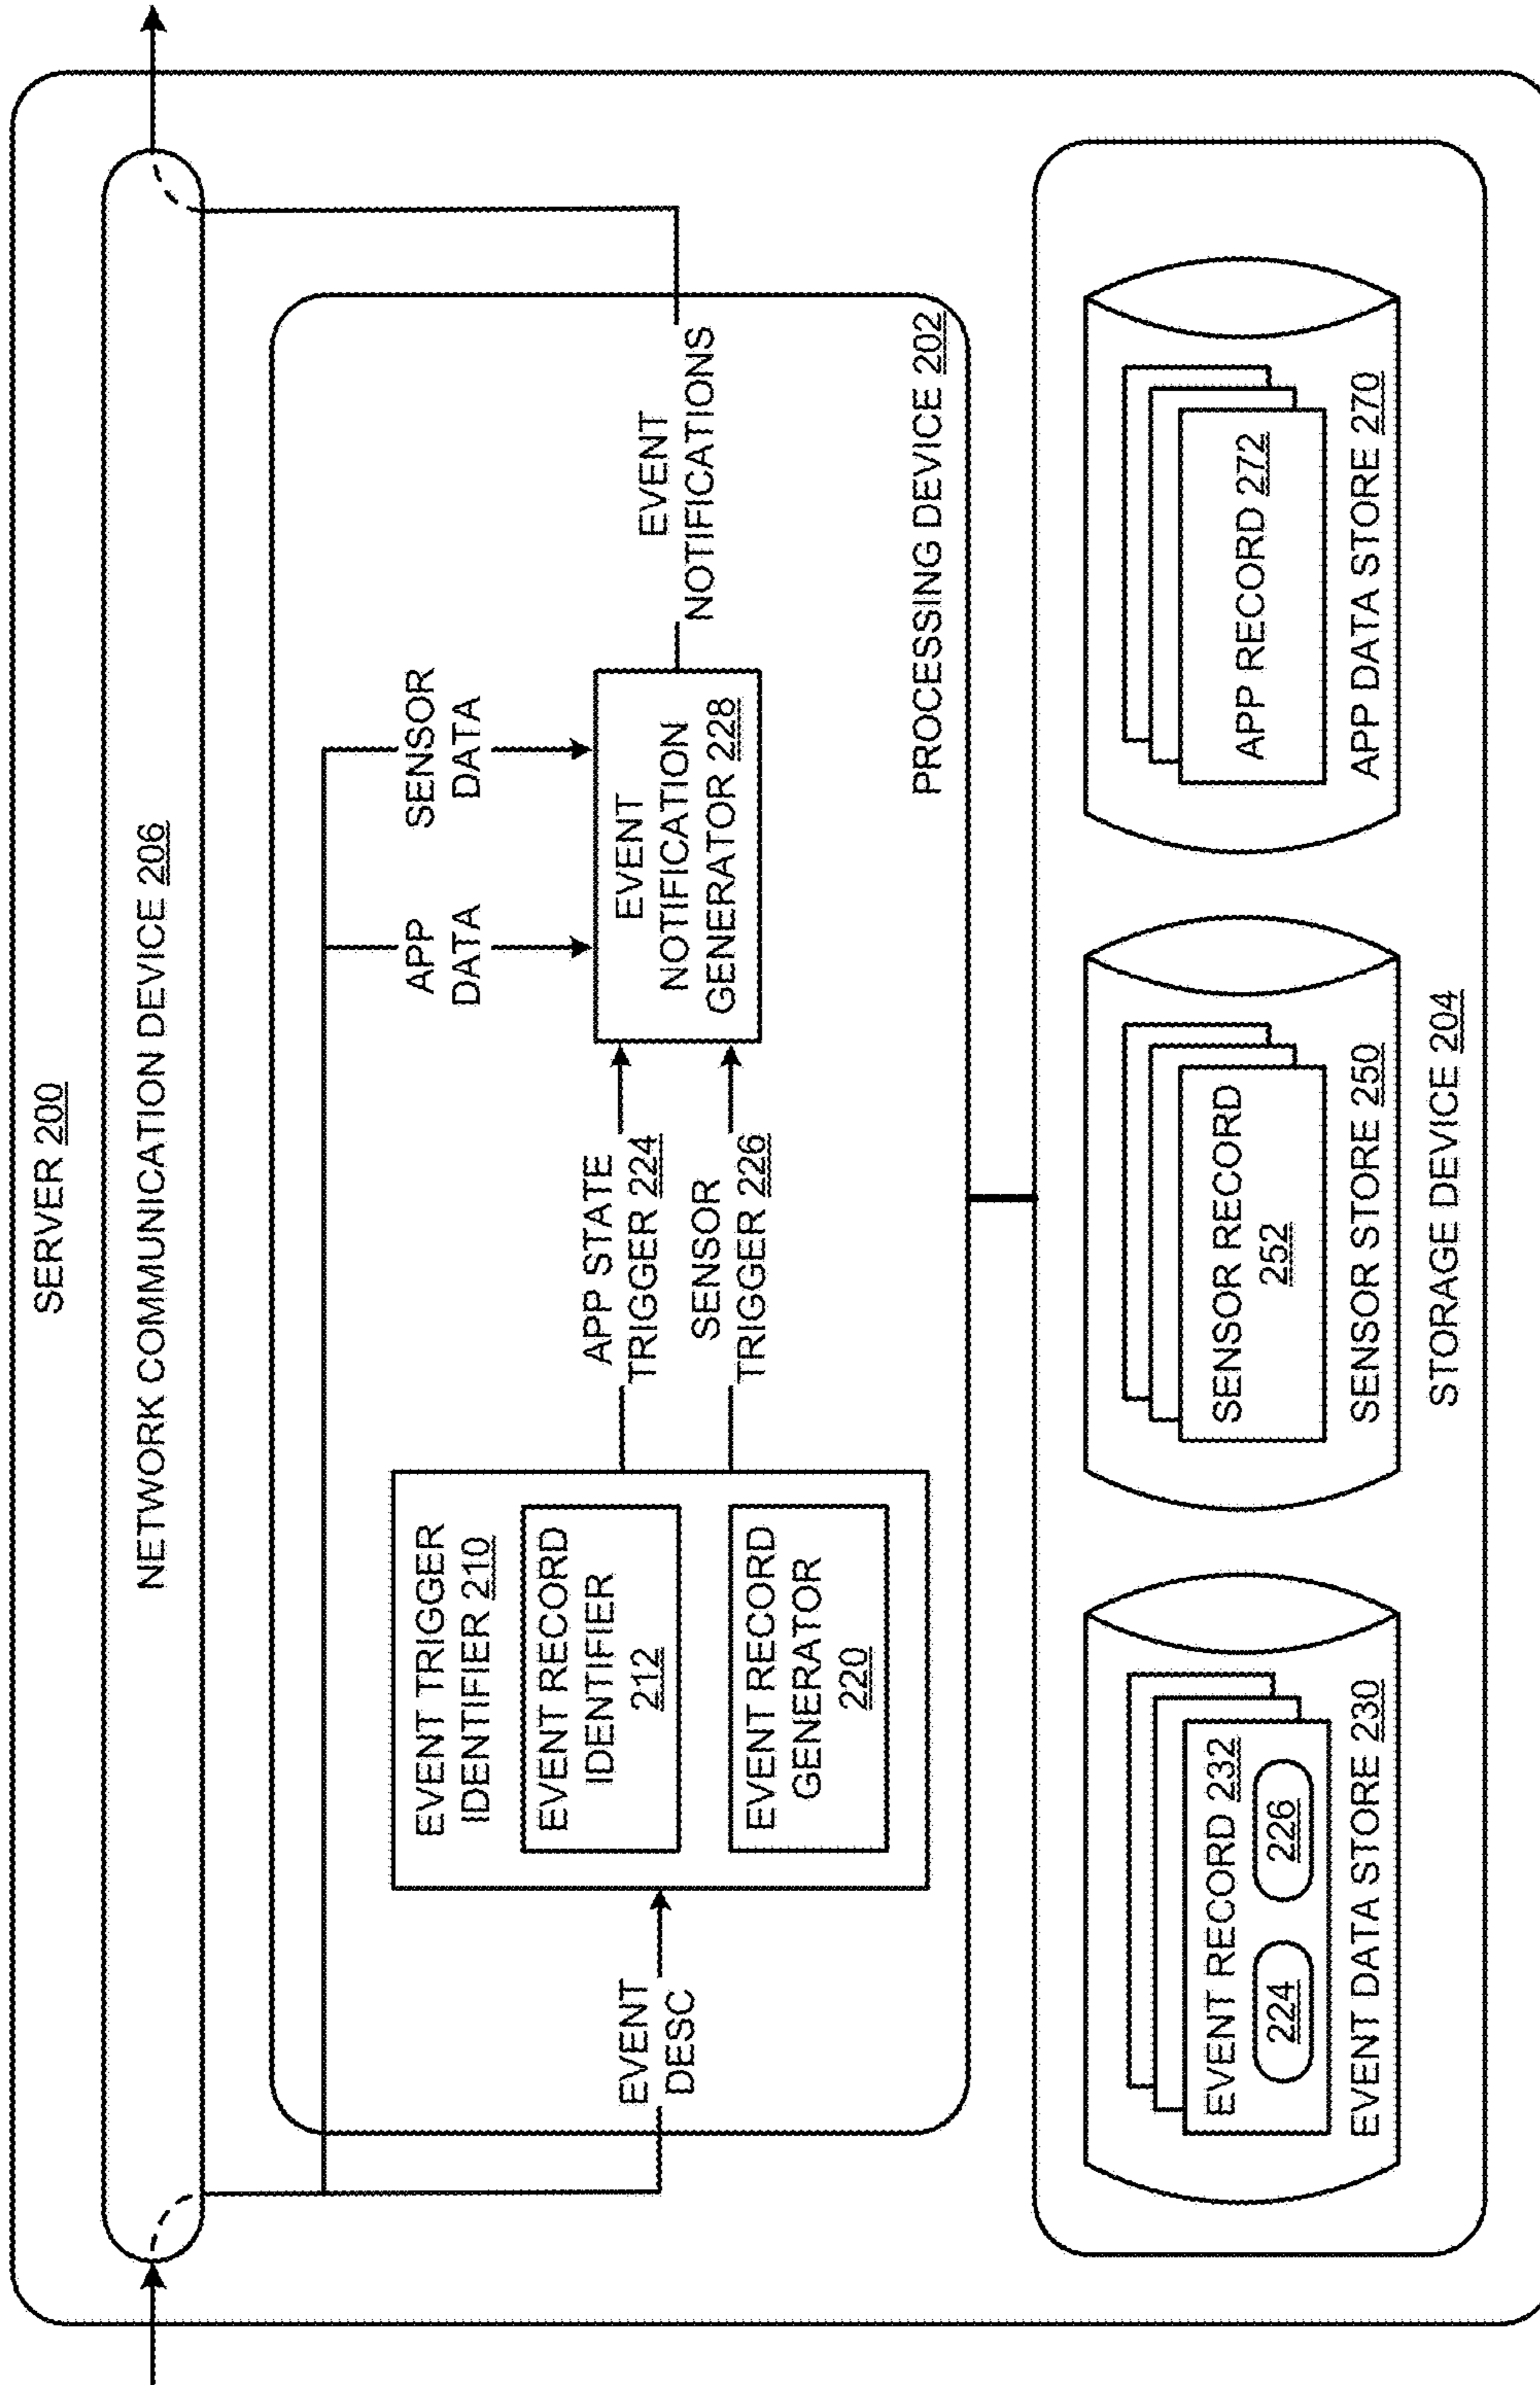 SERVER 200
NETWORK COMMUNICATION DEVICE 206
EVENT
DESC
EVENT TRIGGER
IDENTIFIER 210
EVENT RECORD
IDENTIFIER
212
EVENT RECORD
GENERATOR
220
APP STATE
TRIGGER 224
SENSOR
TRIGGER 226
APP
DATA
SENSOR
DATA
EVENT
NOTIFICATION
GENERATOR 228
EVENT
NOTIFICATIONS
PROCESSING DEVICE 202
EVENT RECORD 232
224
226
EVENT DATA STORE 230
SENSOR RECORD
252
SENSOR STORE 250
APP RECORD 272
APP DATA STORE 270
STORAGE DEVICE 204